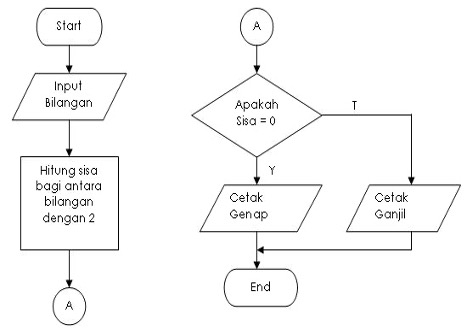 Start
Input
Bilangan
Hitung sisa
bagi antara
bilangan
dengan 2
A
A
Apakah
Sisa = 0
T
Y
Cetak
Genap
Cetak
Ganjil
End